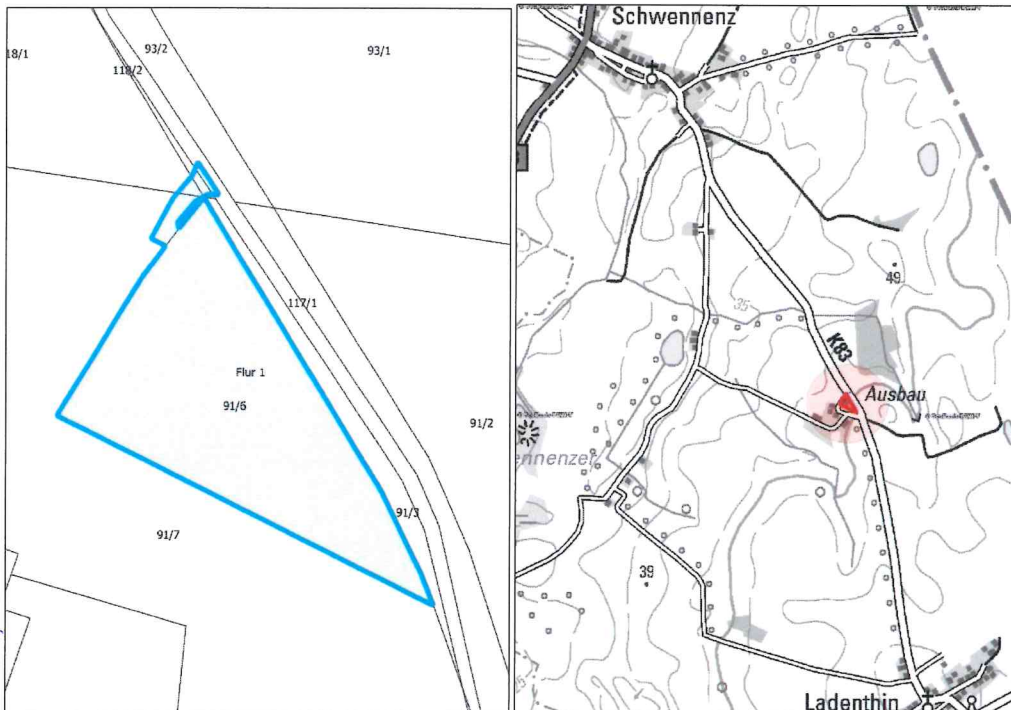 18/1
93/2
93/1
118/2
117/1
Flur 1
91/6
91/2
91/3
91/7
Schwennenz
49
35
K83
Ausbau
ennenzer
39
Ladenthin